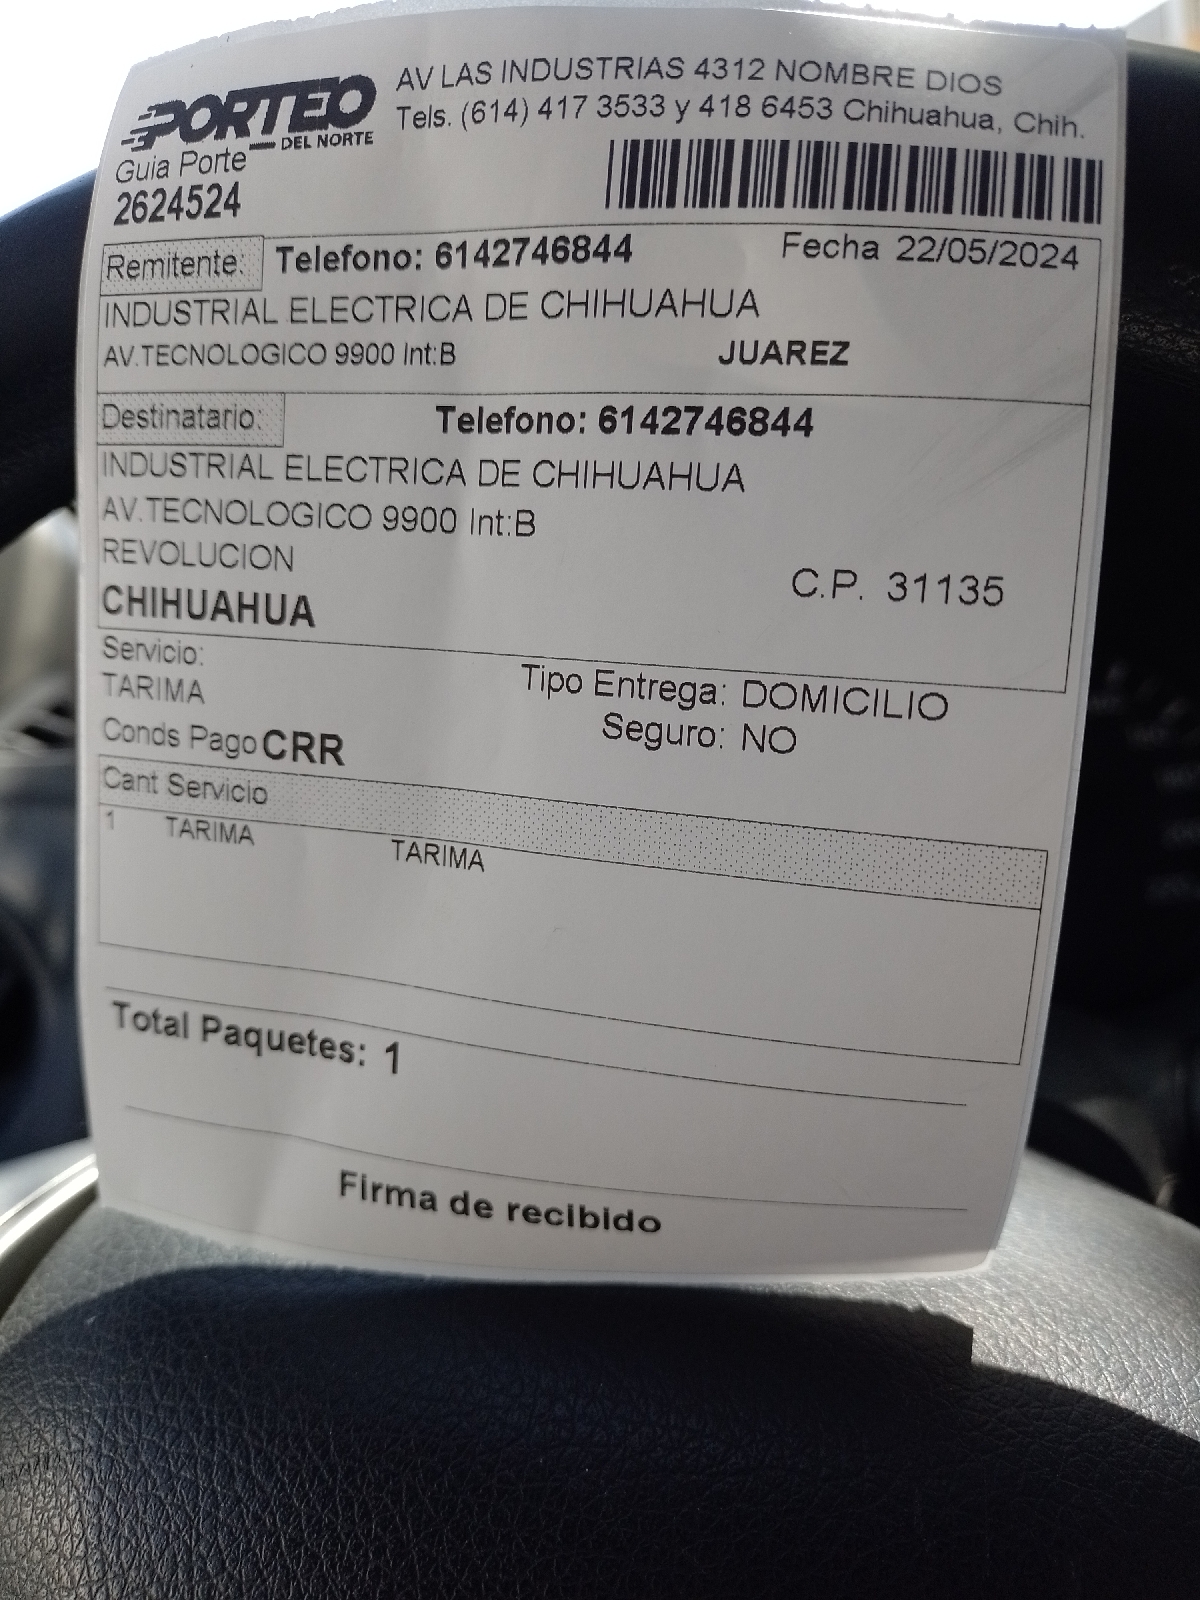 PORTEO
DEL NORTE
AV LAS INDUSTRIAS 4312 NOMBRE DIOS
Tels. (614) 417 3533 y 418 6453 Chihuahua, Chih.
Guia Porte
2624524
Remitente: Telefono: 6142746844 Fecha 22/05/2024
INDUSTRIAL ELECTRICA DE CHIHUAHUA
AV.TECNOLOGICO 9900 Int:B JUAREZ
Destinatario: Telefono: 6142746844
INDUSTRIAL ELECTRICA DE CHIHUAHUA
AV.TECNOLOGICO 9900 Int:B
REVOLUCION
C.P. 31135
CHIHUAHUA
Servicio:
TARIMA
Tipo Entrega: DOMICILIO
Seguro: NO
Conds Pago CRR
Cant Servicio
1 TARIMA TARIMA
Total Paquetes: 1
Firma de recibido